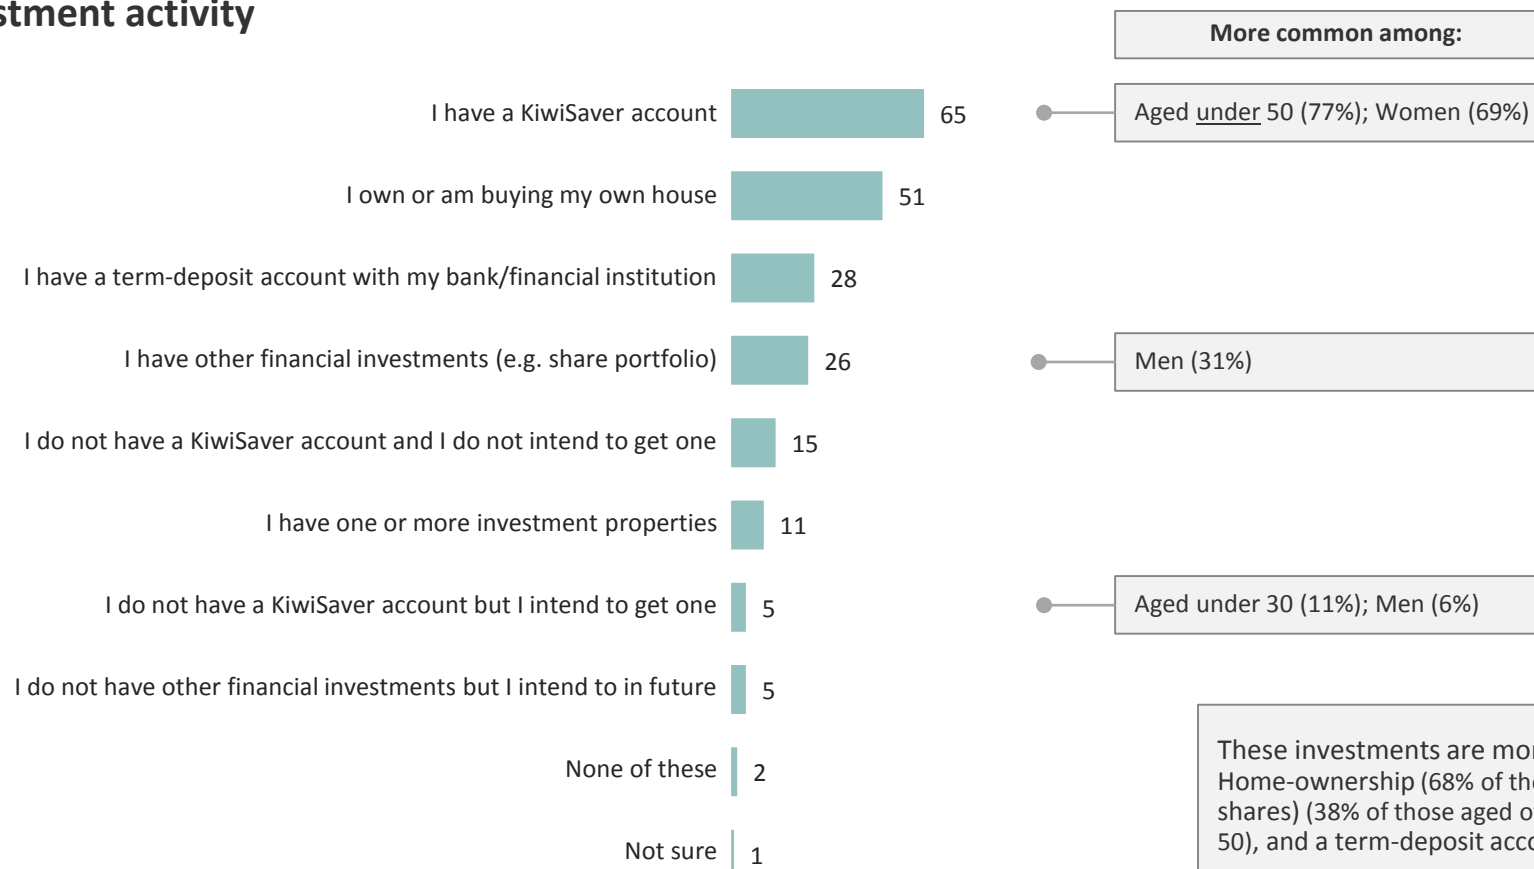 stment activity
More common among:
I have a KiwiSaver account 65 Aged under 50 (77%); Women (69%)
I own or am buying my own house 51
I have a term-deposit account with my bank/financial institution 28
I have other financial investments (e.g. share portfolio) 26 Men (31%)
I do not have a KiwiSaver account and I do not intend to get one 15
I have one or more investment properties 11
I do not have a KiwiSaver account but I intend to get one 5 Aged under 30 (11%); Men (6%)
I do not have other financial investments but I intend to in future 5
None of these 2
Not sure 1
These investments are
Home-ownership (68% of
shares) (38% of those aged
50), and a term-deposit